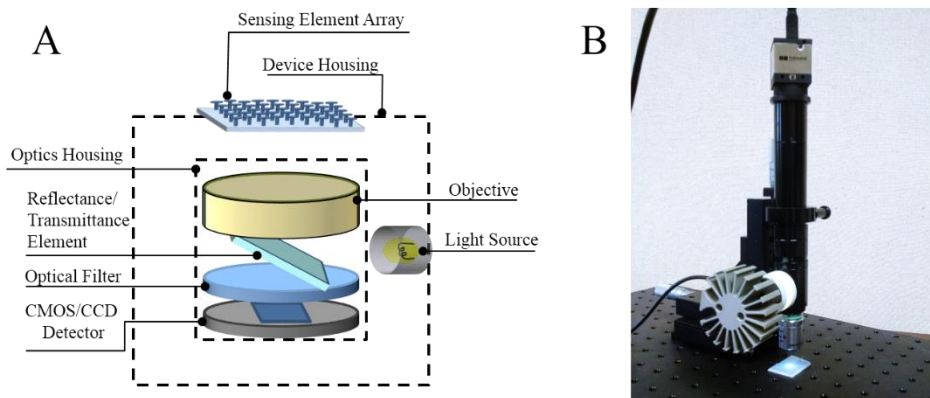 A
Sensing Element Array
Device Housing
Optics Housing
Reflectance/
Transmittance
Element
Optical Filter
CMOS/CCD
Detector
Objective
Light Source
B